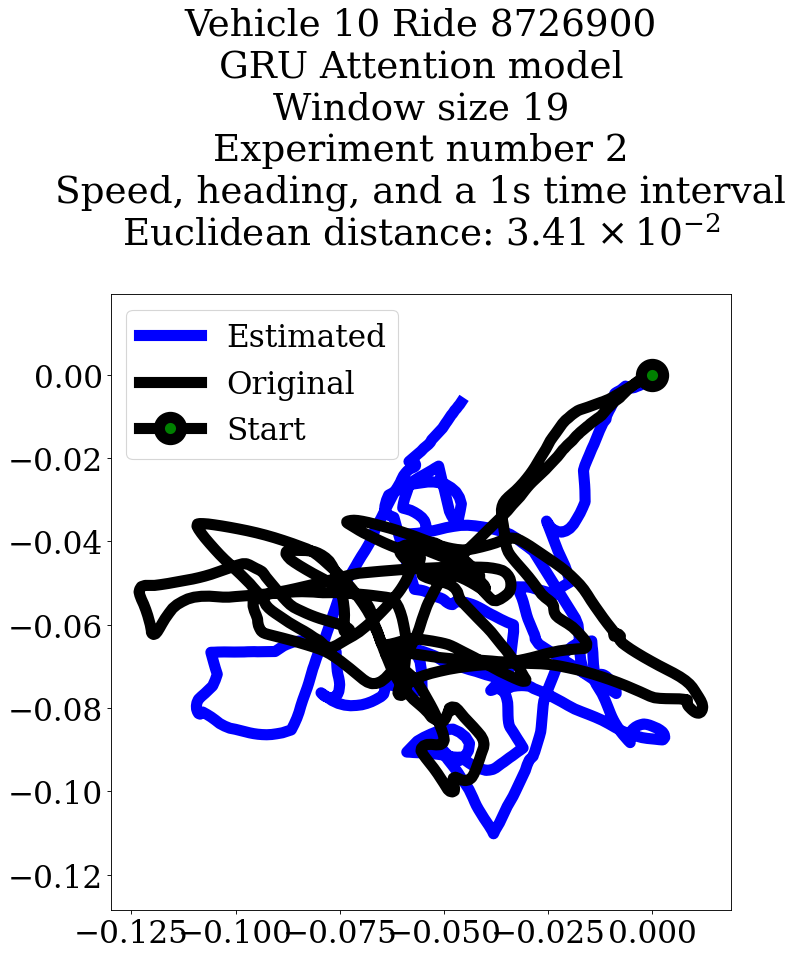 Vehicle 10 Ride 8726900
GRU Attention model
Window size 19
Experiment number 2
Speed, heading, and a 1s time interval
Euclidean distance: 3.41 × 10⁻²
Estimated
Original
Start
0.00
−0.02
−0.04
−0.06
−0.08
−0.10
−0.12
−0.125 −0.100 −0.075 −0.050 −0.025 0.000